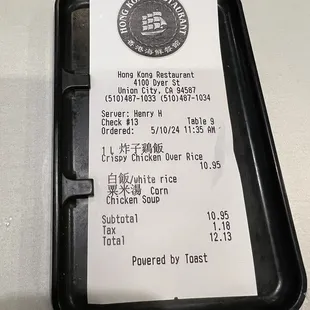 HONG KONG RESTAURANT
香港海鮮餐館
Hong Kong Restaurant
4100 Dyer St
Union City, CA 94587
(510)487-1033 (510)487-1034
Server: Henry H
Check #13 Table 9
Ordered: 5/10/24 11:35 AM
1 L 炸子鷄飯
Crispy Chicken Over Rice
10.95
白飯/white rice
粟米湯 Corn
Chicken Soup
Subtotal 10.95
Tax 1.18
Total 12.13
Powered by Toast